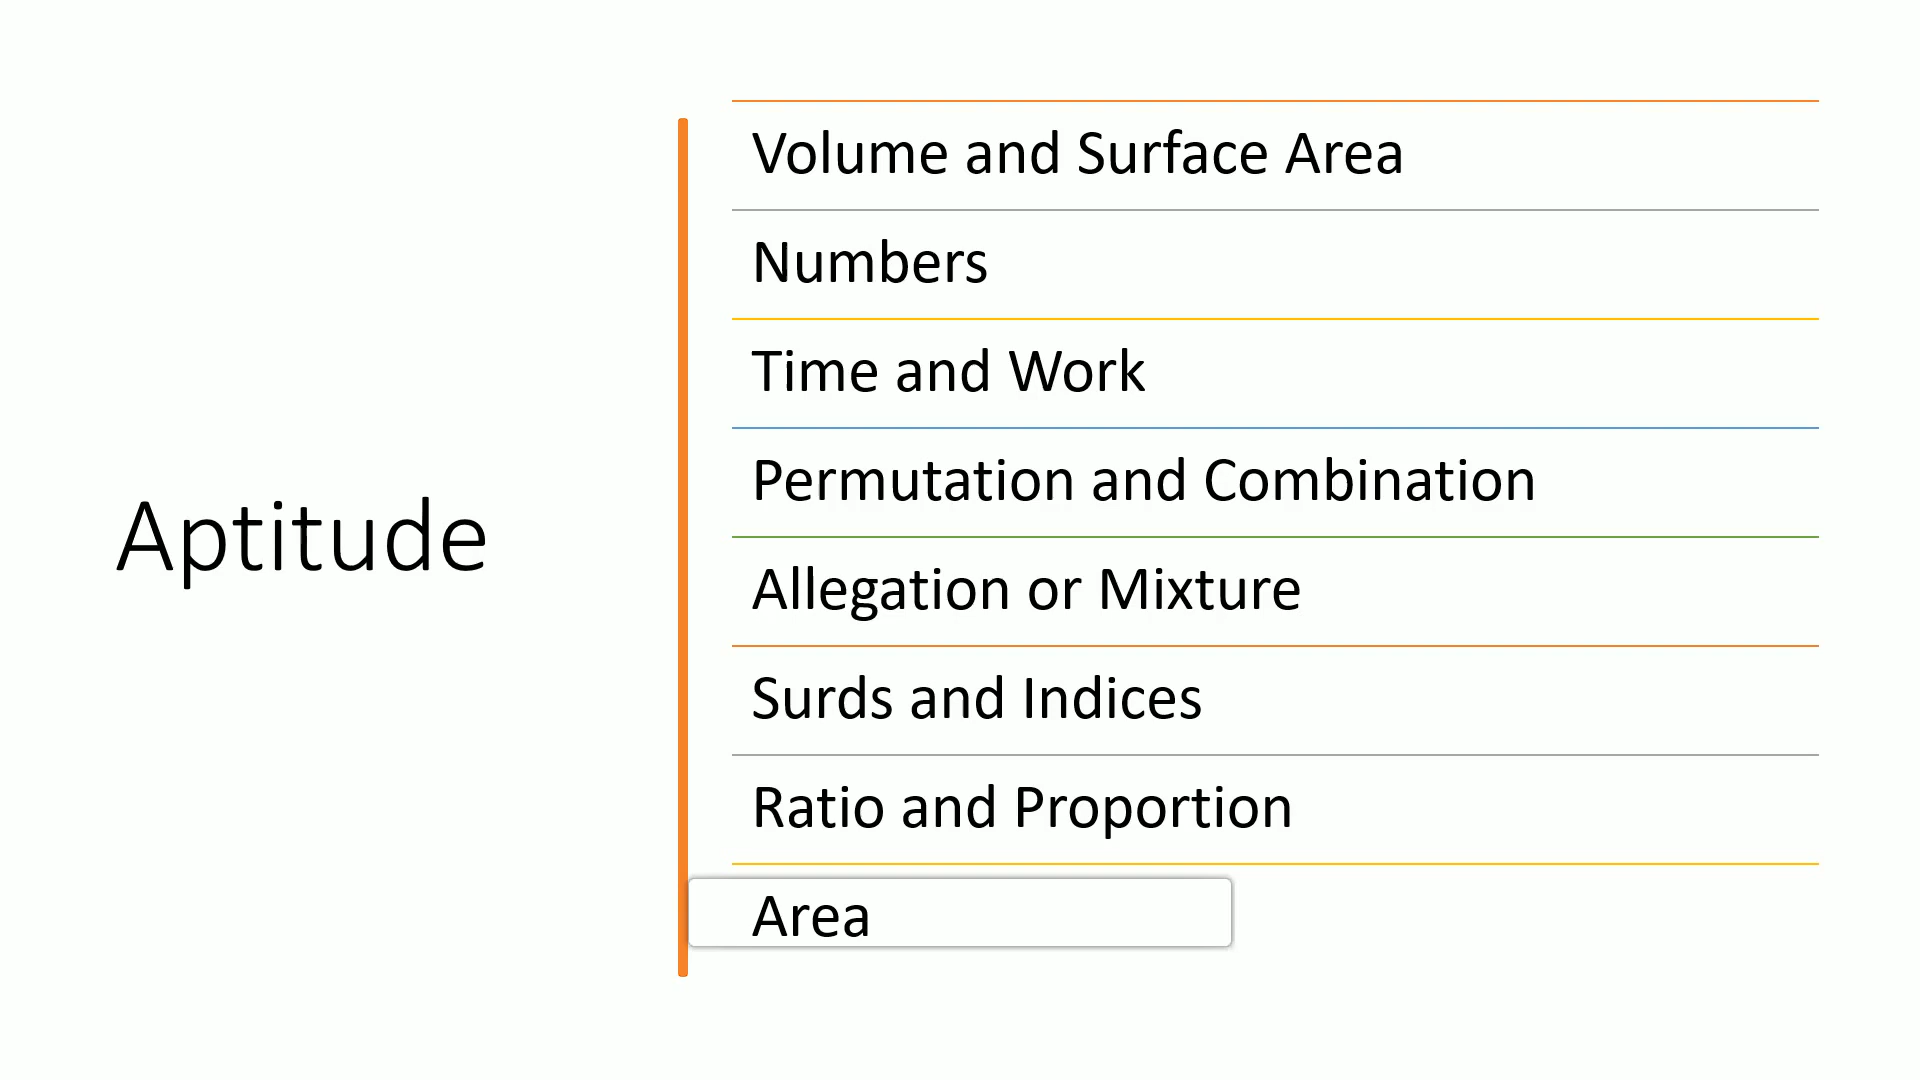 Aptitude
Volume and Surface Area
Numbers
Time and Work
Permutation and Combination
Allegation or Mixture
Surds and Indices
Ratio and Proportion
Area